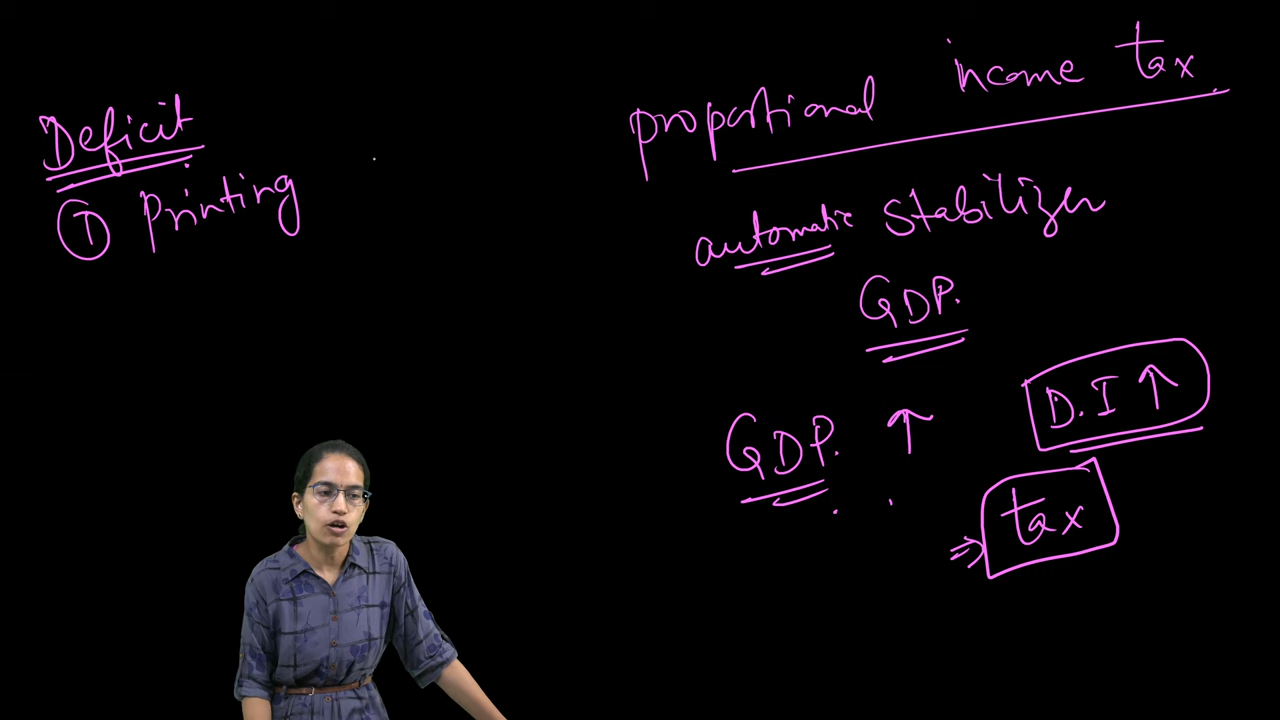 Deficit
① Printing
proportional income tax
automatic stabilizer
GDP.
GDP. ↑
D.I ↑
⇒ tax